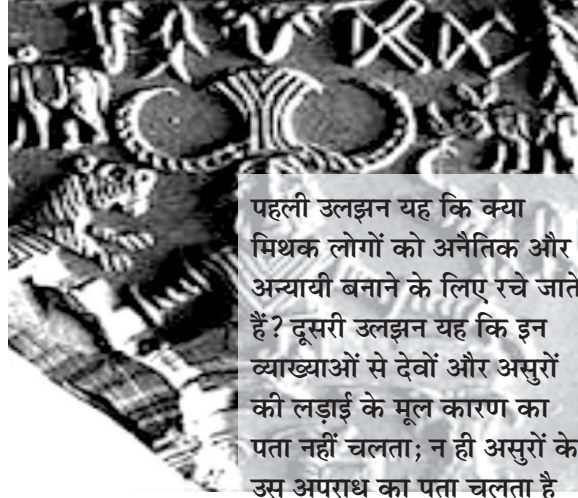 पहली उलझन यह कि क्या
मिथक लोगों को अनैतिक और
अन्यायी बनाने के लिए रचे जाते
हैं? दूसरी उलझन यह कि इन
व्याख्याओं से देवों और असुरों
की लड़ाई के मूल कारण का
पता नहीं चलता; न ही असुरों के
उस अपराध का पता चलता है